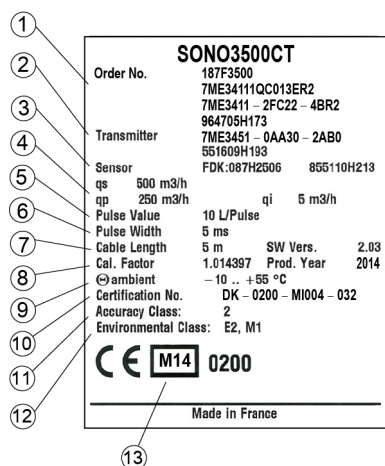 SONO3500CT
1 Order No. 187F3500
7ME34111QC013ER2
7ME3411 – 2FC22 – 4BR2
964705H173
2 Transmitter 7ME3451 – 0AA30 – 2AB0
551609H193
3 Sensor FDK:087H2506 855110H213
4 qs 500 m3/h
qp 250 m3/h qi 5 m3/h
5 Pulse Value 10 L/Pulse
6 Pulse Width 5 ms
7 Cable Length 5 m SW Vers. 2.03
8 Cal. Factor 1.014397 Prod. Year 2014
9 Θ ambient –10 .. +55 °C
10 Certification No. DK – 0200 – MI004 – 032
11 Accuracy Class: 2
12 Environmental Class: E2, M1
CE M14 0200
Made in France
13